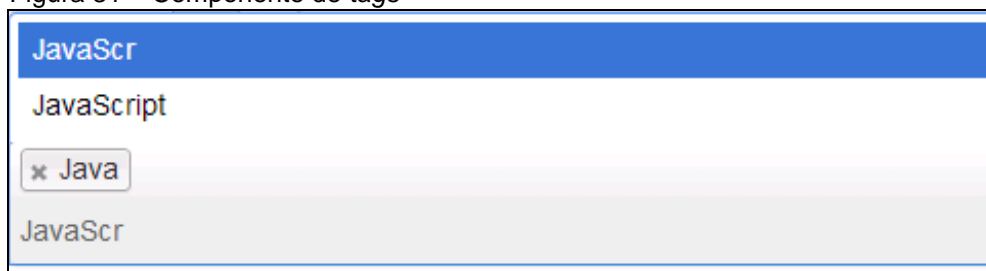 Figura – Componente de tags
JavaScr
JavaScript
× Java
JavaScr